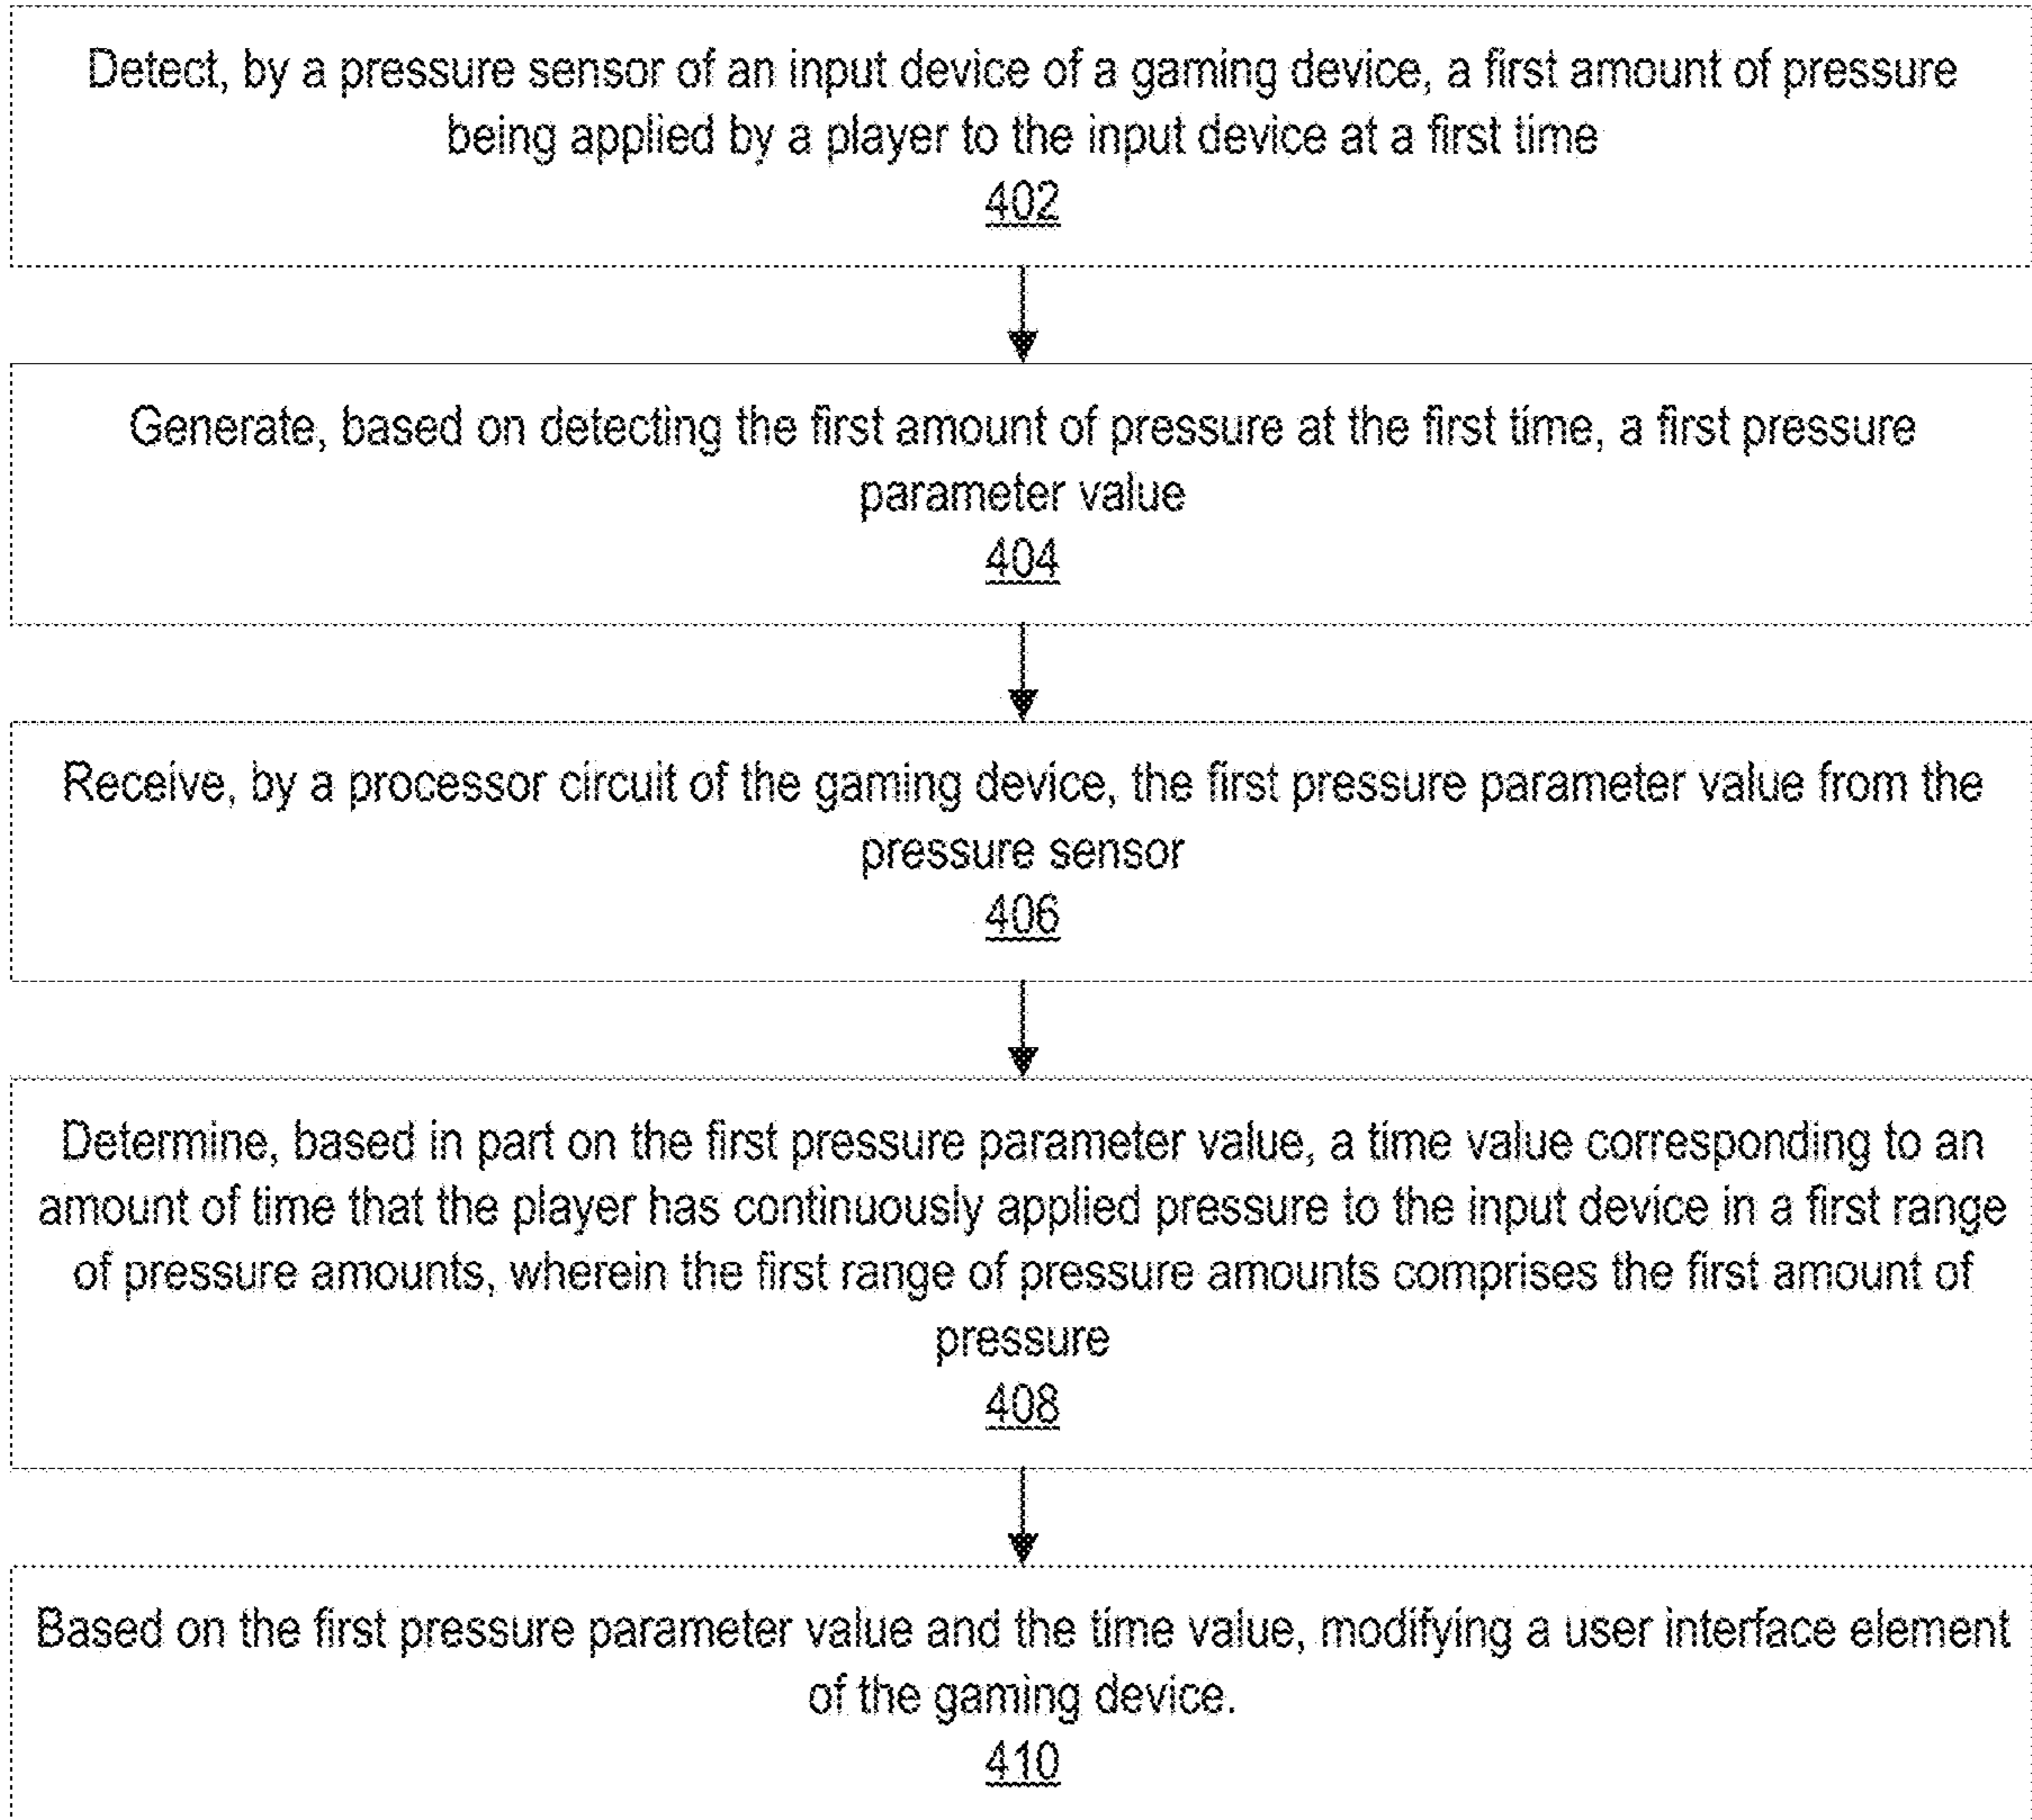 Detect, by a pressure sensor of an input device of a gaming device, a first amount of pressure
being applied by a player to the input device at a first time
402
Generate, based on detecting the first amount of pressure at the first time, a first pressure
parameter value
404
Receive, by a processor circuit of the gaming device, the first pressure parameter value from the
pressure sensor
406
Determine, based in part on the first pressure parameter value, a time value corresponding to an
amount of time that the player has continuously applied pressure to the input device in a first range
of pressure amounts, wherein the first range of pressure amounts comprises the first amount of
pressure
408
Based on the first pressure parameter value and the time value, modifying a user interface element
of the gaming device.
410